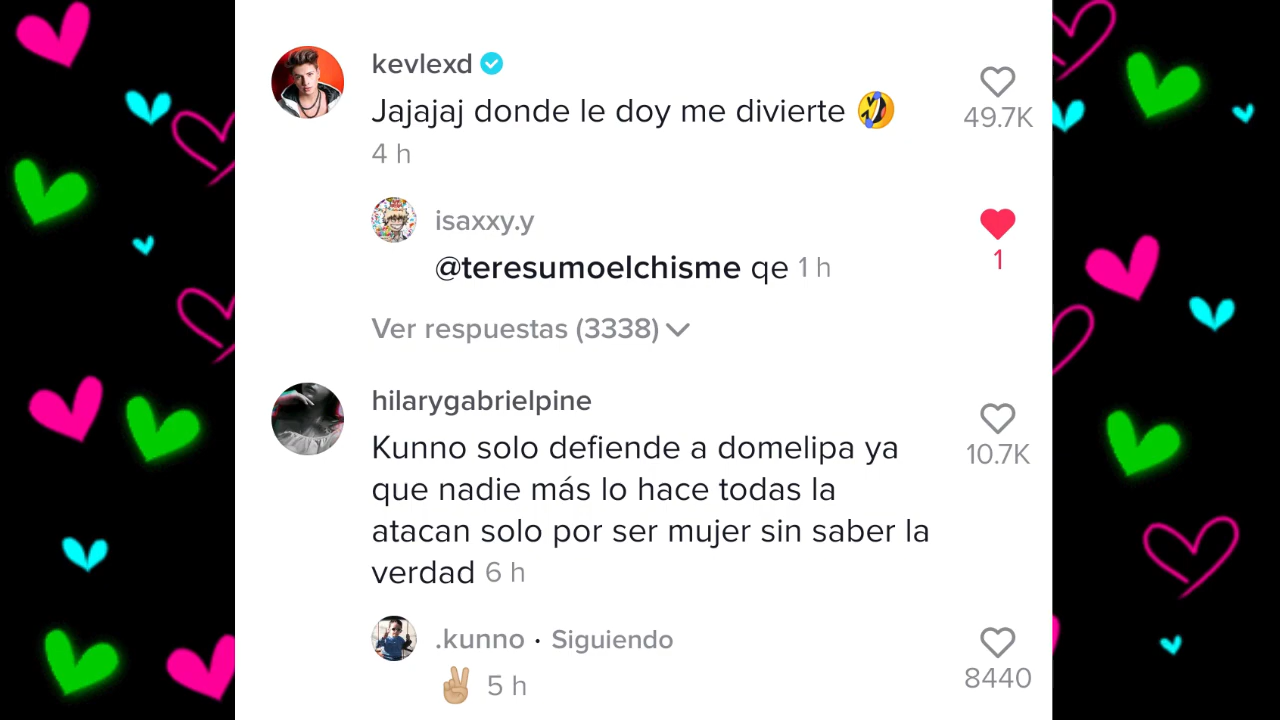 kevlexd
Jajajaj donde le doy me divierte 🤣
49.7K
4 h
isaxxy.y
@teresumoelchisme qe 1 h
1
Ver respuestas (3338)
hilarygabrielpine
Kunno solo defiende a domelipa ya
10.7K
que nadie más lo hace todas la
atacan solo por ser mujer sin saber la
verdad 6 h
.kunno · Siguiendo
✌🏼 5 h
8440